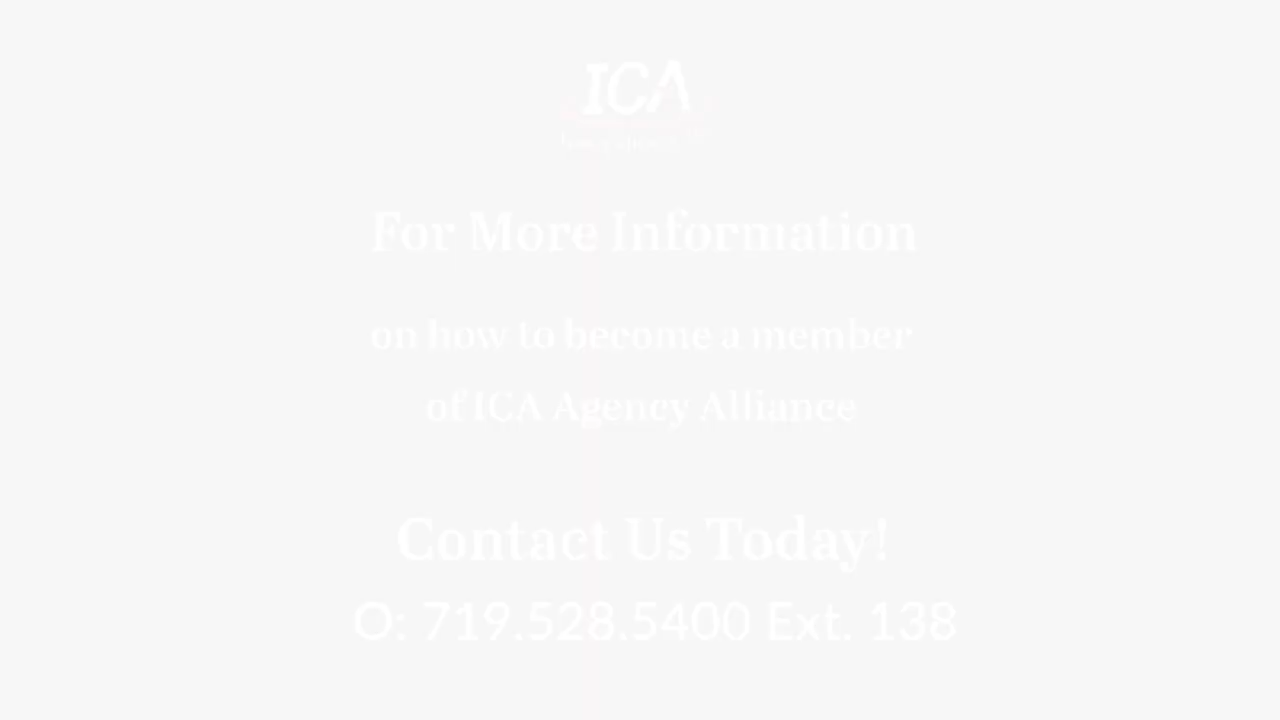 ICA
For More Information
on how to become a member
of ICA Agency Alliance
Contact Us Today!
O: 719.528.5400 Ext. 138